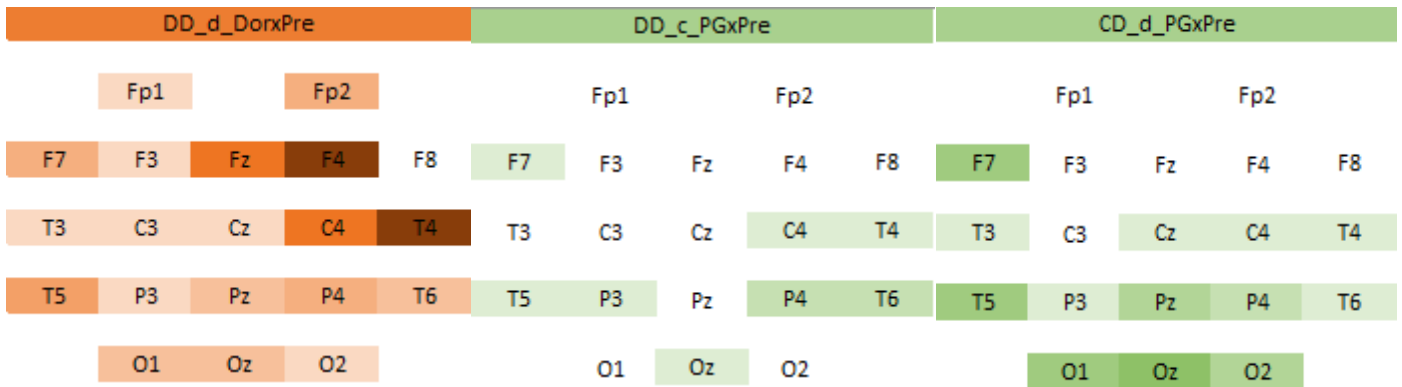 DD_d_DorxPre DD_c_PGxPre CD_d_PGxPre
Fp1 Fp2 Fp1 Fp2 Fp1 Fp2
F7 F3 Fz F4 F8 F7 F3 Fz F4 F8 F7 F3 Fz F4 F8
T3 C3 Cz C4 T4 T3 C3 Cz C4 T4 T3 C3 Cz C4 T4
T5 P3 Pz P4 T6 T5 P3 Pz P4 T6 T5 P3 Pz P4 T6
O1 Oz O2 O1 Oz O2 O1 Oz O2